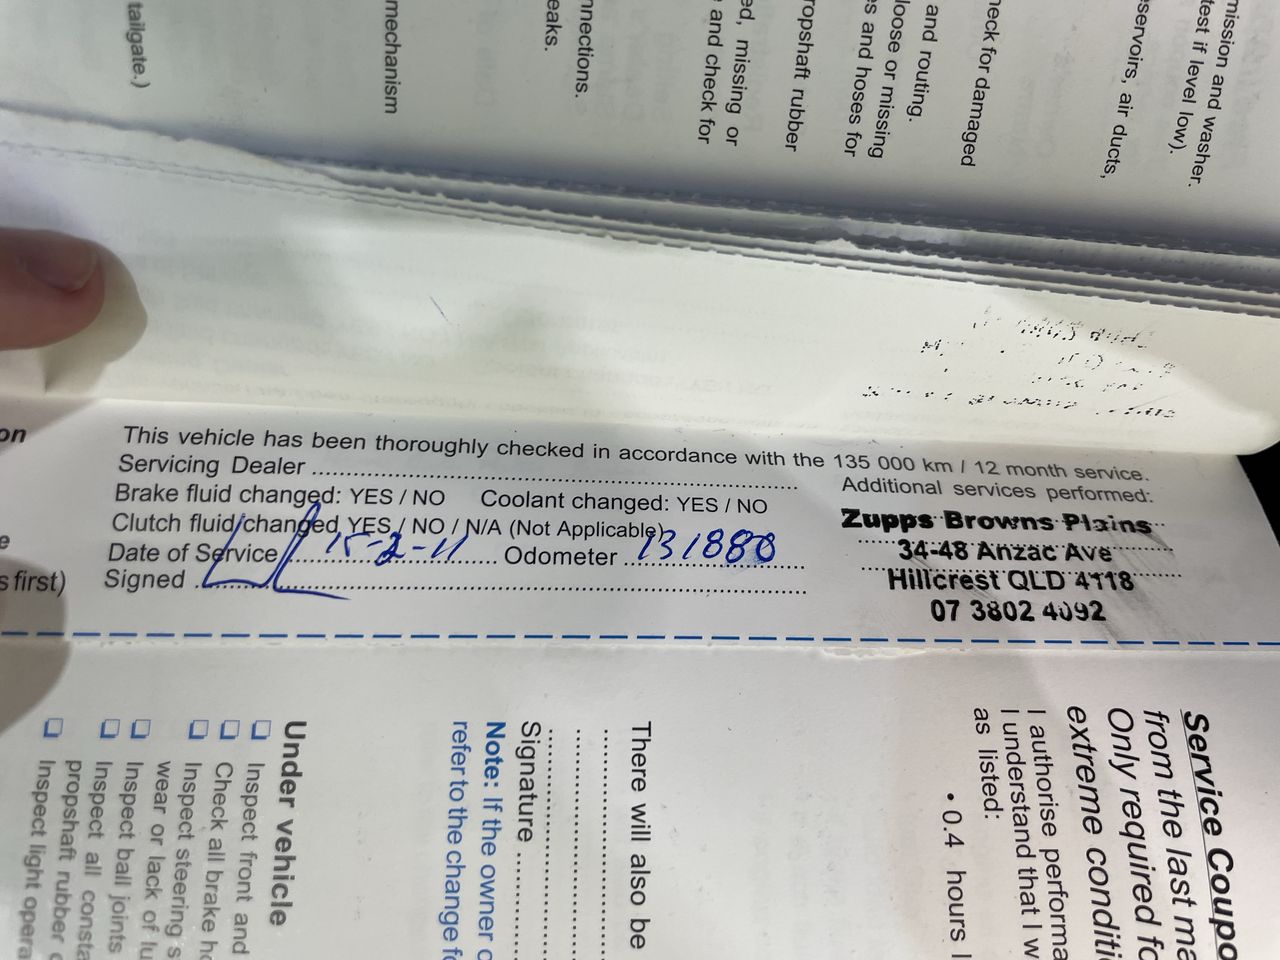 tailgate.)
mechanism
nnections.
eaks.
ed, missing or
and check for
ropshaft rubber
and routing.
loose or missing
s and hoses for
neck for damaged
mission and washer.
test if level low).
eservoirs, air ducts,
on
s first)
This vehicle has been thoroughly checked in accordance with the 135 000 km / 12 month service.
Servicing Dealer
Brake fluid changed: YES / NO Coolant changed: YES / NO
Clutch fluid changed YES / NO / N/A (Not Applicable)
Date of Service 15-2-11 Odometer 131880
Signed
Additional services performed:
Zupps Browns Plains
34-48 Anzac Ave
Hillcrest QLD 4118
07 3802 4092
Service Coupo
from the last ma
Only required fo
extreme conditi
I authorise performa
I understand that I w
as listed:
• 0.4 hours l
There will also be
Signature
Note: If the owner c
refer to the change f
Under vehicle
Inspect front and
Check all brake ho
Inspect steering s
wear or lack of lu
Inspect ball joints
Inspect all consta
propshaft rubber c
Inspect light opera